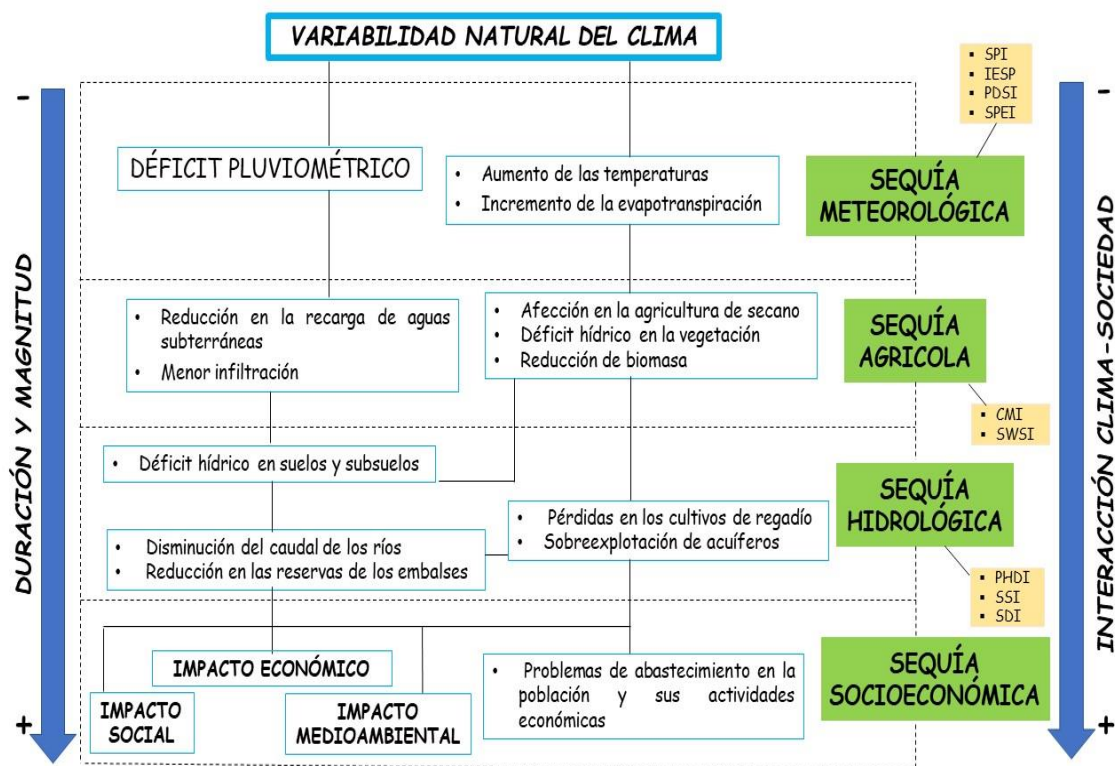 VARIABILIDAD NATURAL DEL CLIMA
• SPI
• IESP
• PDSI
• SPEI
-
-
DURACIÓN Y MAGNITUD
INTERACCIÓN CLIMA-SOCIEDAD
DÉFICIT PLUVIOMÉTRICO
• Aumento de las temperaturas
• Incremento de la evapotranspiración
SEQUÍA
METEOROLÓGICA
• Reducción en la recarga de aguas
subterráneas
• Menor infiltración
• Afección en la agricultura de secano
• Déficit hídrico en la vegetación
• Reducción de biomasa
SEQUÍA
AGRICOLA
• CMI
• SWSI
• Déficit hídrico en suelos y subsuelos
SEQUÍA
HIDROLÓGICA
• Pérdidas en los cultivos de regadío
• Sobreexplotación de acuíferos
• Disminución del caudal de los ríos
• Reducción en las reservas de los embalses
• PHDI
• SSI
• SDI
IMPACTO ECONÓMICO
IMPACTO
SOCIAL
IMPACTO
MEDIOAMBIENTAL
• Problemas de abastecimiento en la
población y sus actividades
económicas
SEQUÍA
SOCIOECONÓMICA
+
+